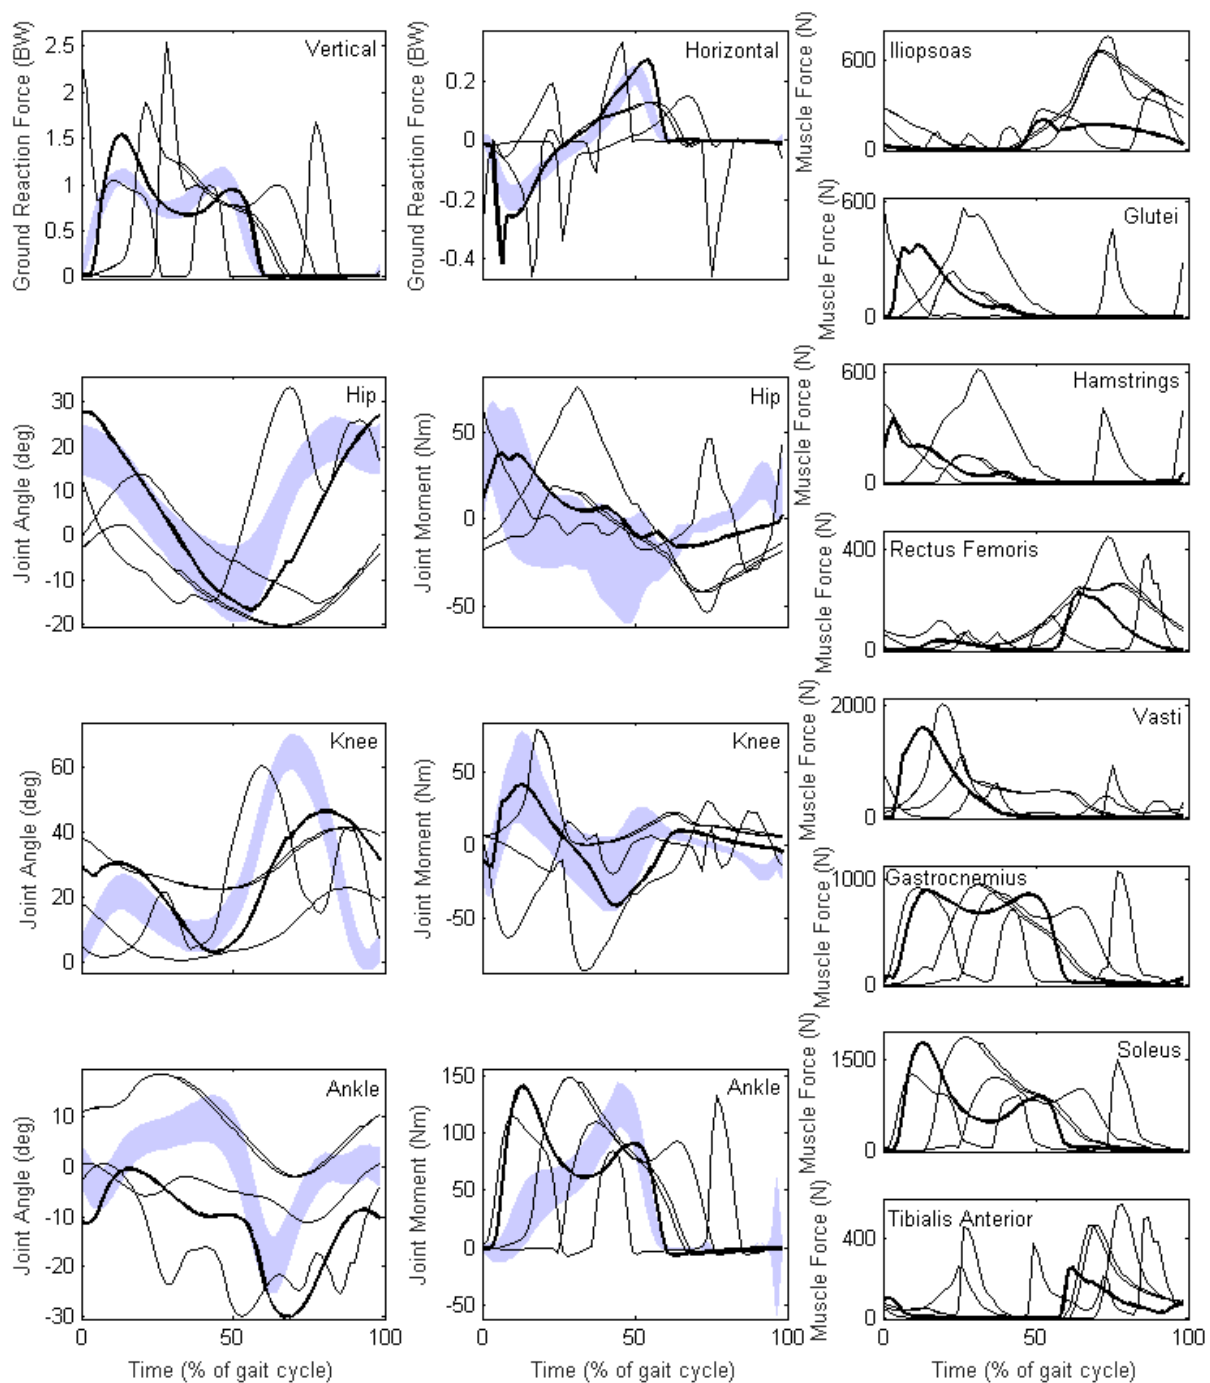 Ground Reaction Force (BW)
2.5
2
1.5
1
0.5
0
Vertical
Ground Reaction Force (BW)
0.2
0
-0.2
-0.4
Horizontal
Muscle Force (N)
600
0
Iliopsoas
Muscle Force (N)
600
0
Glutei
Joint Angle (deg)
30
20
10
0
-10
-20
Hip
Joint Moment (Nm)
50
0
-50
Hip
Muscle Force (N)
600
0
Hamstrings
Muscle Force (N)
400
0
Rectus Femoris
Joint Angle (deg)
60
40
20
0
Knee
Joint Moment (Nm)
50
0
-50
Knee
Muscle Force (N)
2000
0
Vasti
Muscle Force (N)
1000
0
Gastrocnemius
Joint Angle (deg)
10
0
-10
-20
-30
Ankle
0
50
100
Time (% of gait cycle)
Joint Moment (Nm)
150
100
50
0
-50
Ankle
0
50
100
Time (% of gait cycle)
Muscle Force (N)
1500
0
Soleus
Muscle Force (N)
400
0
Tibialis Anterior
0
50
100
Time (% of gait cycle)